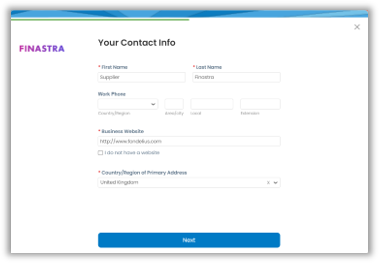 ×
FINASTRA
Your Contact Info
* First Name * Last Name
Supplier Finastra
Work Phone
Country/Region Area/city Local Extension
* Business Website
http://www.fondelius.com
I do not have a website
* Country/Region of Primary Address
United Kingdom ×
Next